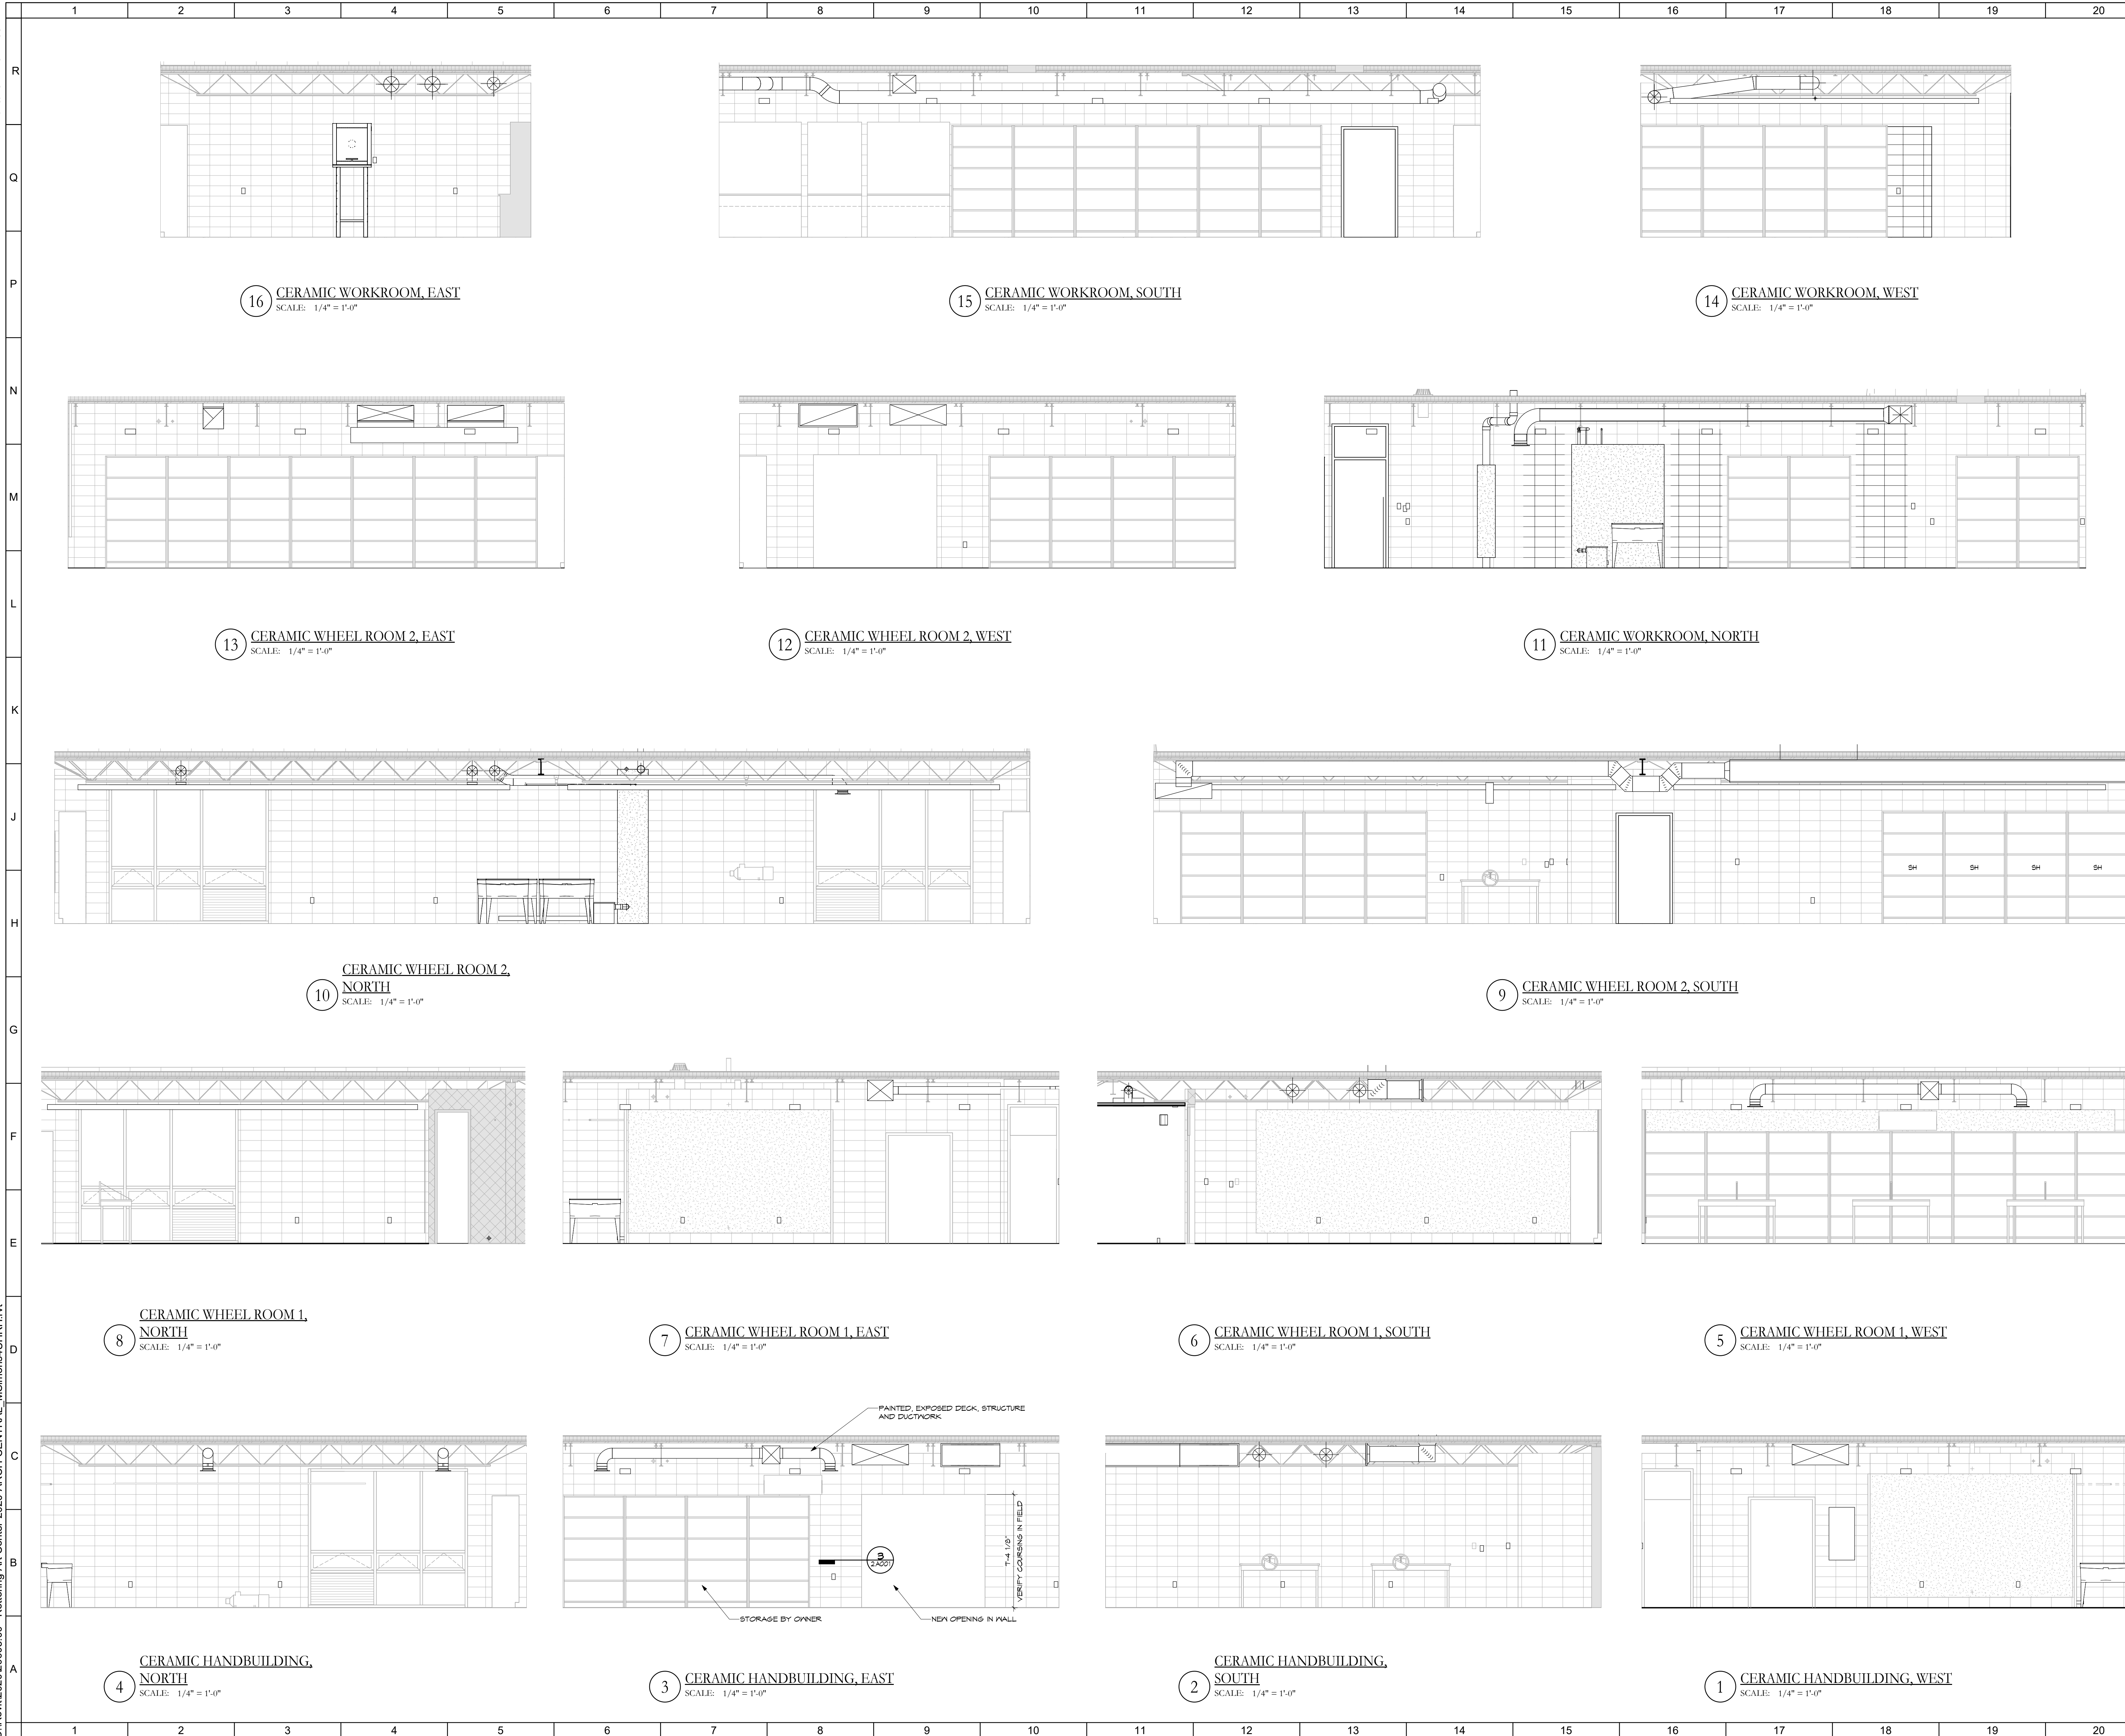 1 2 3 4 5 6 7 8 9 10 11 12 13 14 15 16 17 18 19 20
R
Q
P
16 CERAMIC WORKROOM, EAST
SCALE: 1/4" = 1'-0"
15 CERAMIC WORKROOM, SOUTH
SCALE: 1/4" = 1'-0"
14 CERAMIC WORKROOM, WEST
SCALE: 1/4" = 1'-0"
N
M
L
13 CERAMIC WHEEL ROOM 2, EAST
SCALE: 1/4" = 1'-0"
12 CERAMIC WHEEL ROOM 2, WEST
SCALE: 1/4" = 1'-0"
11 CERAMIC WORKROOM, NORTH
SCALE: 1/4" = 1'-0"
K
J
SH SH SH SH
H
10 CERAMIC WHEEL ROOM 2,
NORTH
SCALE: 1/4" = 1'-0"
9 CERAMIC WHEEL ROOM 2, SOUTH
SCALE: 1/4" = 1'-0"
G
F
E
8 CERAMIC WHEEL ROOM 1,
NORTH
SCALE: 1/4" = 1'-0"
7 CERAMIC WHEEL ROOM 1, EAST
SCALE: 1/4" = 1'-0"
6 CERAMIC WHEEL ROOM 1, SOUTH
SCALE: 1/4" = 1'-0"
5 CERAMIC WHEEL ROOM 1, WEST
SCALE: 1/4" = 1'-0"
D
C
PAINTED, EXPOSED DECK, STRUCTURE
AND DUCTWORK
B
3
2.A001
7'-4 1/8"
VERIFY COURSING IN FIELD
STORAGE BY OWNER
NEW OPENING IN WALL
A
4 CERAMIC HANDBUILDING,
NORTH
SCALE: 1/4" = 1'-0"
3 CERAMIC HANDBUILDING, EAST
SCALE: 1/4" = 1'-0"
2 CERAMIC HANDBUILDING,
SOUTH
SCALE: 1/4" = 1'-0"
1 CERAMIC HANDBUILDING, WEST
SCALE: 1/4" = 1'-0"
1 2 3 4 5 6 7 8 9 10 11 12 13 14 15 16 17 18 19 20